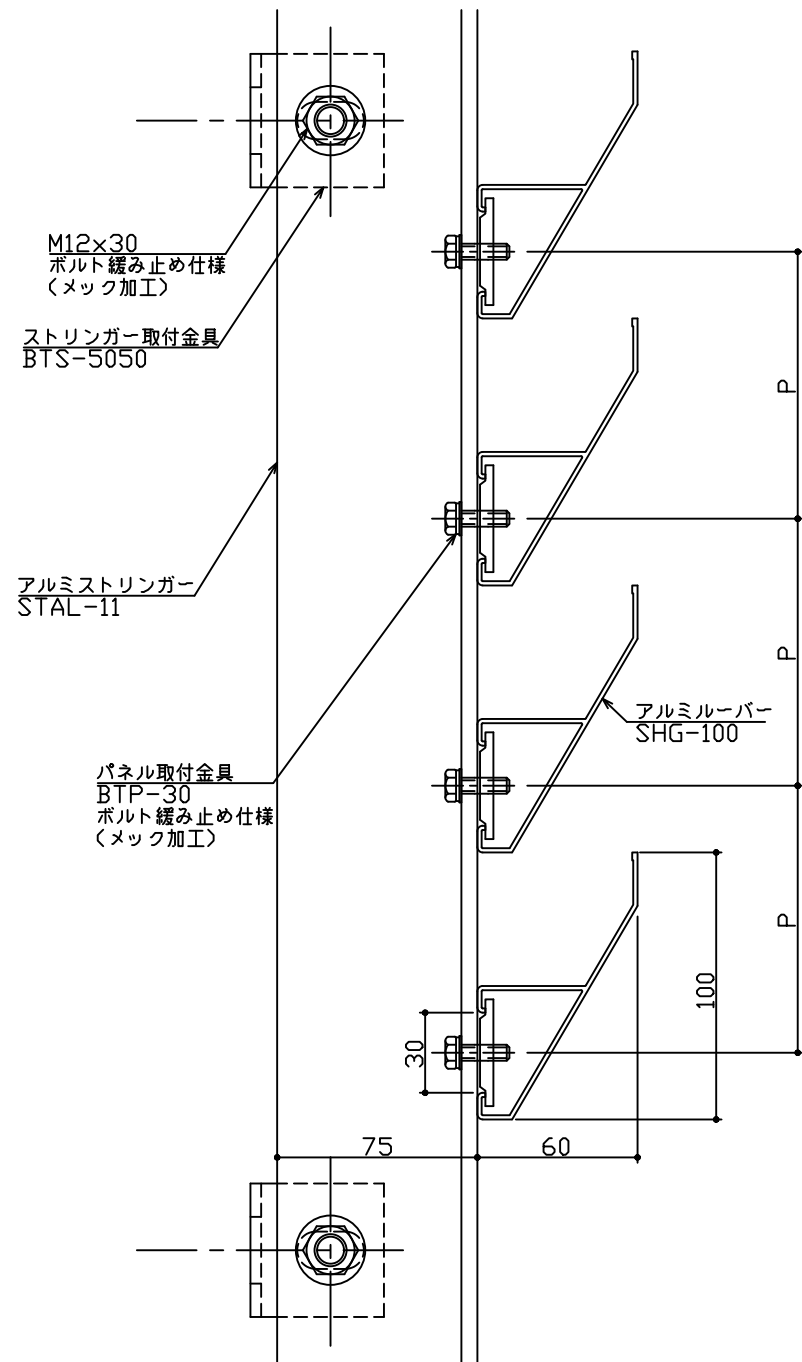 M12×30
ボルト緩み止め仕様
(メック加工)
ストリンガー取付金具
BTS-5050
P
アルミストリンガー
STAL-11
P
アルミルーバー
SHG-100
パネル取付金具
BTP-30
ボルト緩み止め仕様
(メック加工)
P
100
30
75
60